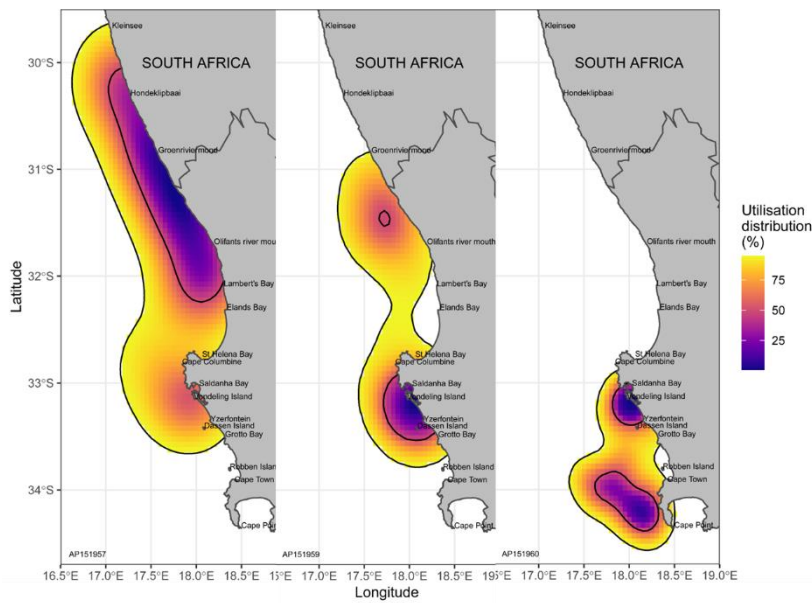 Kleinsee
Kleinsee
Kleinsee
30°S
SOUTH AFRICA
SOUTH AFRICA
SOUTH AFRICA
Hondeklipbaai
Hondeklipbaai
Hondeklipbaai
Groenriviermond
Groenriviermond
Groenriviermond
31°S
Olifants river mouth
Olifants river mouth
Olifants river mouth
32°S
Lambert's Bay
Lambert's Bay
Lambert's Bay
Elands Bay
Elands Bay
Elands Bay
St Helena Bay
St Helena Bay
St Helena Bay
Cape Columbine
Cape Columbine
Cape Columbine
33°S
Saldanha Bay
Saldanha Bay
Saldanha Bay
Vondeling Island
Vondeling Island
Vondeling Island
Yzerfontein
Yzerfontein
Yzerfontein
Dassen Island
Dassen Island
Dassen Island
Grotto Bay
Grotto Bay
Grotto Bay
Robben Island
Robben Island
Robben Island
Cape Town
Cape Town
Cape Town
34°S
Cape Point
Cape Point
Cape Point
AP151957
AP151959
AP151960
16.5°E 17.0°E 17.5°E 18.0°E 18.5°E
17.0°E 17.5°E 18.0°E 18.5°E
17.0°E 17.5°E 18.0°E 18.5°E 19.0°E
Longitude
Latitude
Utilisation
distribution
(%)
75
50
25